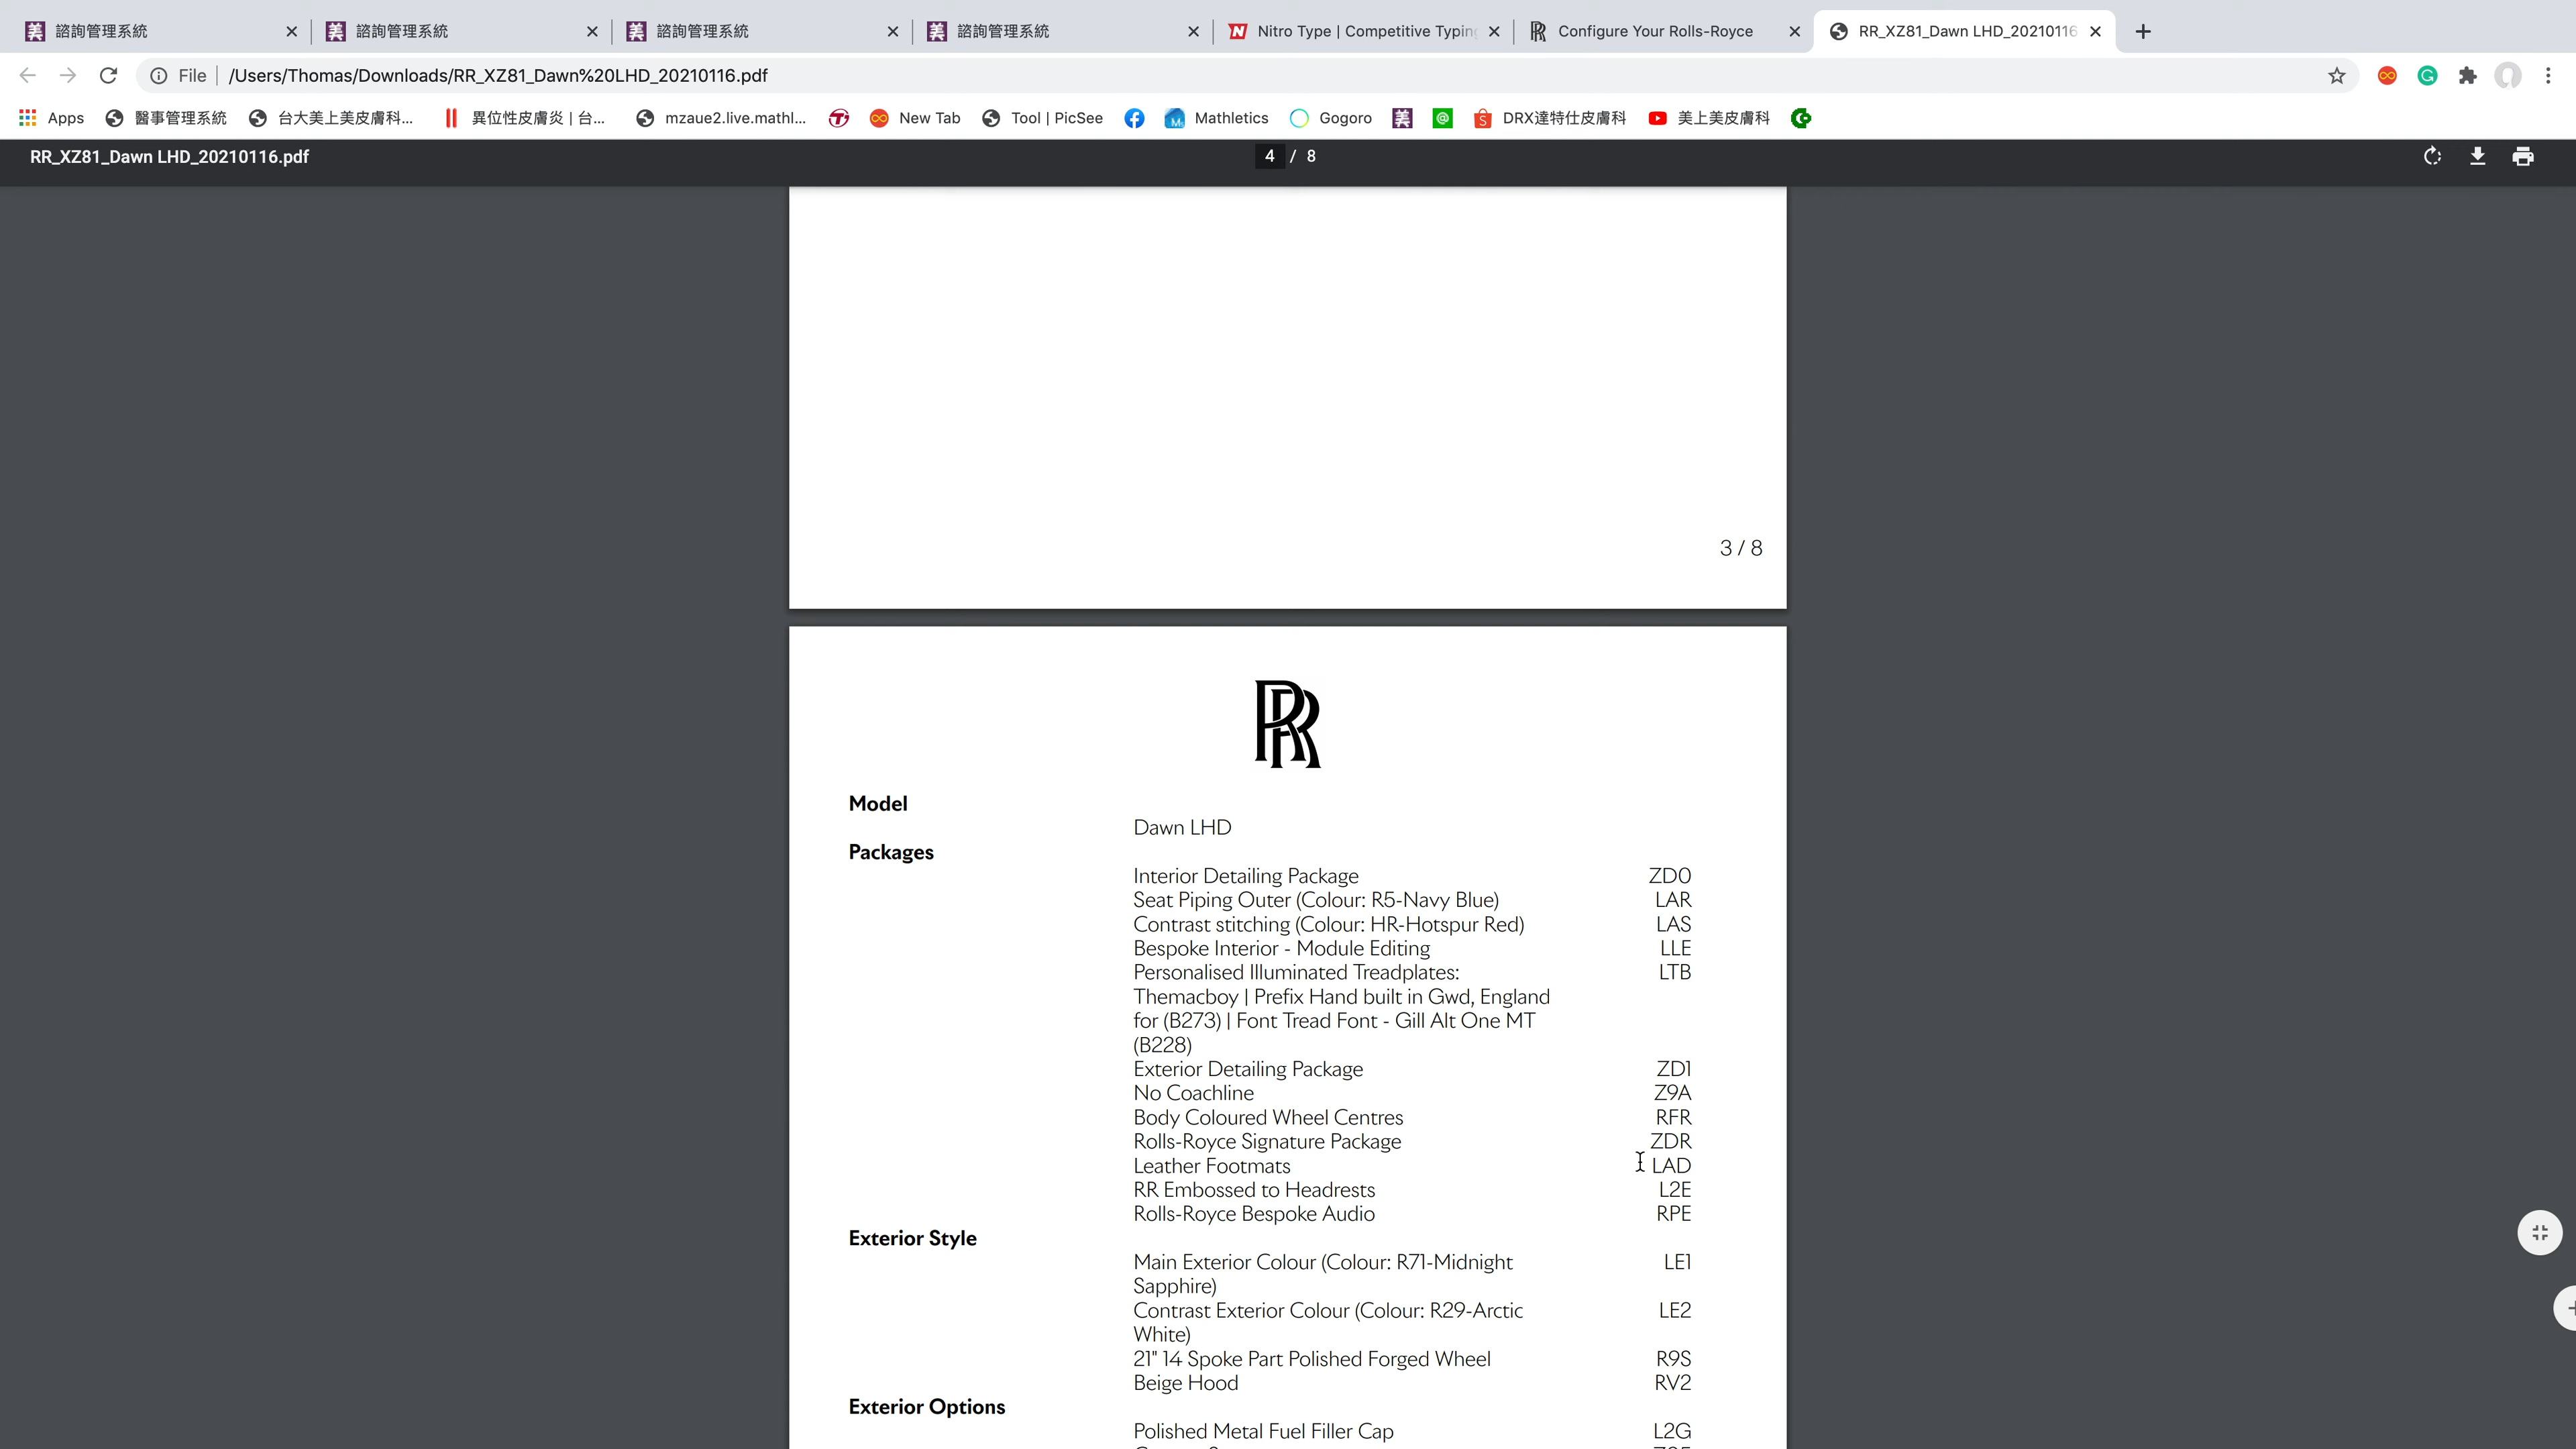 諮詢管理系統 諮詢管理系統 諮詢管理系統 諮詢管理系統 Nitro Type | Competitive Typing Configure Your Rolls-Royce RR_XZ81_Dawn LHD_20210116
File /Users/Thomas/Downloads/RR_XZ81_Dawn%20LHD_20210116.pdf
Apps 醫事管理系統 台大美上美皮膚科... 異位性皮膚炎 | 台... mzaue2.live.mathl... New Tab Tool | PicSee Mathletics Gogoro 美 DRX達特仕皮膚科 美上美皮膚科
RR_XZ81_Dawn LHD_20210116.pdf 4 / 8
3 / 8
RR
Model
Dawn LHD
Packages
Interior Detailing Package ZD0
Seat Piping Outer (Colour: R5-Navy Blue) LAR
Contrast stitching (Colour: HR-Hotspur Red) LAS
Bespoke Interior - Module Editing LLE
Personalised Illuminated Treadplates: LTB
Themacboy | Prefix Hand built in Gwd, England
for (B273) | Font Tread Font - Gill Alt One MT
(B228)
Exterior Detailing Package ZD1
No Coachline Z9A
Body Coloured Wheel Centres RFR
Rolls-Royce Signature Package ZDR
Leather Footmats LAD
RR Embossed to Headrests L2E
Rolls-Royce Bespoke Audio RPE
Exterior Style
Main Exterior Colour (Colour: R71-Midnight LE1
Sapphire)
Contrast Exterior Colour (Colour: R29-Arctic LE2
White)
21" 14 Spoke Part Polished Forged Wheel R9S
Beige Hood RV2
Exterior Options
Polished Metal Fuel Filler Cap L2G